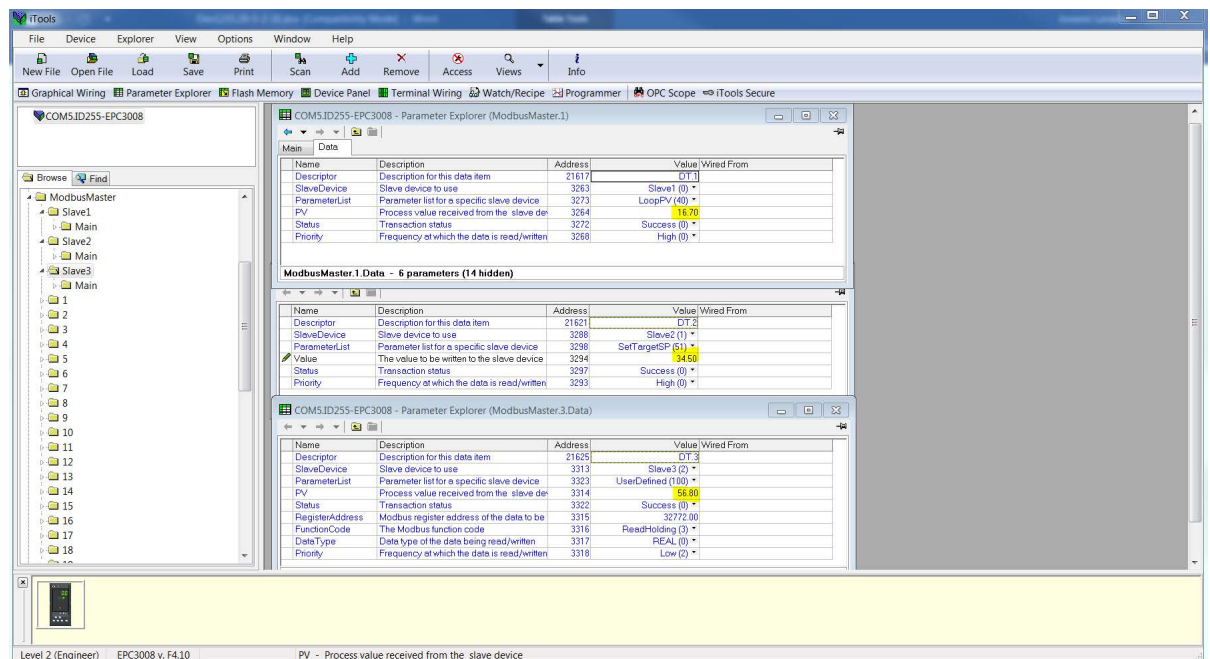 iTools
File Device Explorer View Options Window Help
New File Open File Load Save Print Scan Add Remove Access Views Info
Graphical Wiring Parameter Explorer Flash Memory Device Panel Terminal Wiring Watch/Recipe Programmer OPC Scope iTools Secure
COM5.ID255-EPC3008
Browse Find
ModbusMaster
Slave1
Main
Slave2
Main
Slave3
Main
1
2
3
4
5
6
7
8
9
10
11
12
13
14
15
16
17
18
COM5.ID255-EPC3008 - Parameter Explorer (ModbusMaster.1)
Main Data
Name Description Address Value Wired From
Descriptor Description for this data item 21617 DT.1
SlaveDevice Slave device to use 3263 Slave1 (0)
ParameterList Parameter list for a specific slave device 3273 LoopPV (40)
PV Process value received from the slave dev 3264 16.70
Status Transaction status 3272 Success (0)
Priority Frequency at which the data is read/written 3268 High (0)
ModbusMaster.1.Data - 6 parameters (14 hidden)
Name Description Address Value Wired From
Descriptor Description for this data item 21621 DT.2
SlaveDevice Slave device to use 3288 Slave2 (1)
ParameterList Parameter list for a specific slave device 3298 SetTargetSP (51)
Value The value to be written to the slave device 3294 34.50
Status Transaction status 3297 Success (0)
Priority Frequency at which the data is read/written 3293 High (0)
COM5.ID255-EPC3008 - Parameter Explorer (ModbusMaster.3.Data)
Name Description Address Value Wired From
Descriptor Description for this data item 21625 DT.3
SlaveDevice Slave device to use 3313 Slave3 (2)
ParameterList Parameter list for a specific slave device 3323 UserDefined (100)
PV Process value received from the slave dev 3314 56.80
Status Transaction status 3322 Success (0)
RegisterAddress Modbus register address of the data to be 3315 32772.00
FunctionCode The Modbus function code 3316 ReadHolding (3)
DataType Data type of the data being read/written 3317 REAL (0)
Priority Frequency at which the data is read/written 3318 Low (2)
Level 2 (Engineer) EPC3008 v. F4.10 PV - Process value received from the slave device